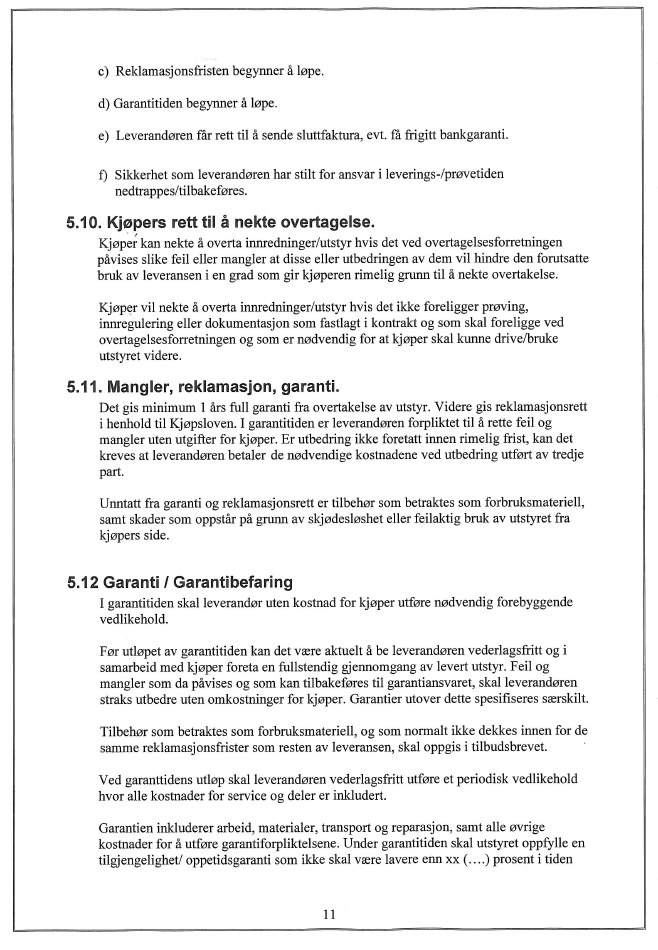 c) Reklamasjonsfristen begynner å løpe.
d) Garantitiden begynner å løpe.
e) Leverandøren får rett til å sende sluttfaktura, evt. få frigitt bankgaranti.
f) Sikkerhet som leverandøren har stilt for ansvar i leverings-/prøvetiden
nedtrappes/tilbakeføres.
5.10. Kjøpers rett til å nekte overtagelse.
Kjøper kan nekte å overta innredninger/utstyr hvis det ved overtagelsesforretningen
påvises slike feil eller mangler at disse eller utbedringen av dem vil hindre den forutsatte
bruk av leveransen i en grad som gir kjøperen rimelig grunn til å nekte overtakelse.
Kjøper vil nekte å overta innredninger/utstyr hvis det ikke foreligger prøving,
innregulering eller dokumentasjon som fastlagt i kontrakt og som skal foreligge ved
overtagelsesforretningen og som er nødvendig for at kjøper skal kunne drive/bruke
utstyret videre.
5.11. Mangler, reklamasjon, garanti.
Det gis minimum 1 års full garanti fra overtakelse av utstyr. Videre gis reklamasjonsrett
i henhold til Kjøpsloven. I garantitiden er leverandøren forpliktet til å rette feil og
mangler uten utgifter for kjøper. Er utbedring ikke foretatt innen rimelig frist, kan det
kreves at leverandøren betaler de nødvendige kostnadene ved utbedring utført av tredje
part.
Unntatt fra garanti og reklamasjonsrett er tilbehør som betraktes som forbruksmateriell,
samt skader som oppstår på grunn av skjødesløshet eller feilaktig bruk av utstyret fra
kjøpers side.
5.12 Garanti / Garantibefaring
I garantitiden skal leverandør uten kostnad for kjøper utføre nødvendig forebyggende
vedlikehold.
Før utløpet av garantitiden kan det være aktuelt å be leverandøren vederlagsfritt og i
samarbeid med kjøper foreta en fullstendig gjennomgang av levert utstyr. Feil og
mangler som da påvises og som kan tilbakeføres til garantiansvaret, skal leverandøren
straks utbedre uten omkostninger for kjøper. Garantier utover dette spesifiseres særskilt.
Tilbehør som betraktes som forbruksmateriell, og som normalt ikke dekkes innen for de
samme reklamasjonsfrister som resten av leveransen, skal oppgis i tilbudsbrevet.
Ved garanttidens utløp skal leverandøren vederlagsfritt utføre et periodisk vedlikehold
hvor alle kostnader for service og deler er inkludert.
Garantien inkluderer arbeid, materialer, transport og reparasjon, samt alle øvrige
kostnader for å utføre garantiforpliktelsene. Under garantitiden skal utstyret oppfylle en
tilgjengelighet/ oppetidsgaranti som ikke skal være lavere enn xx (….) prosent i tiden
11